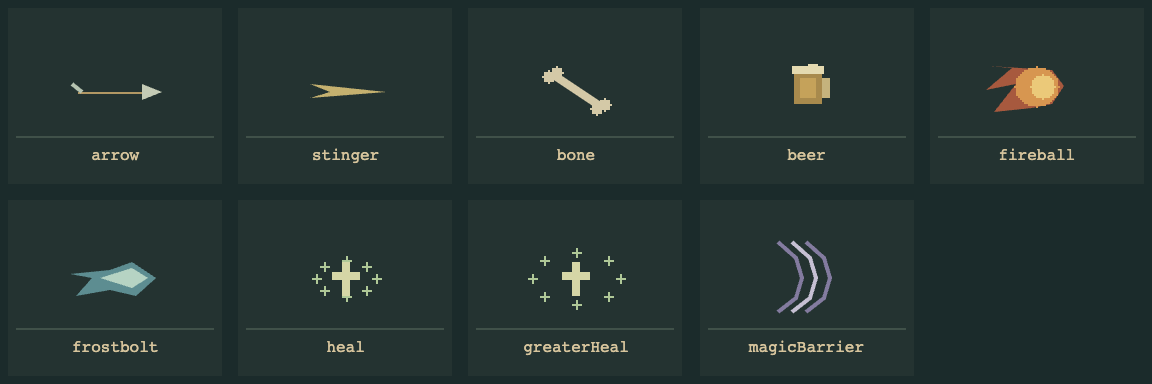 arrow
stinger
bone
beer
fireball
frostbolt
heal
greaterHeal
magicBarrier